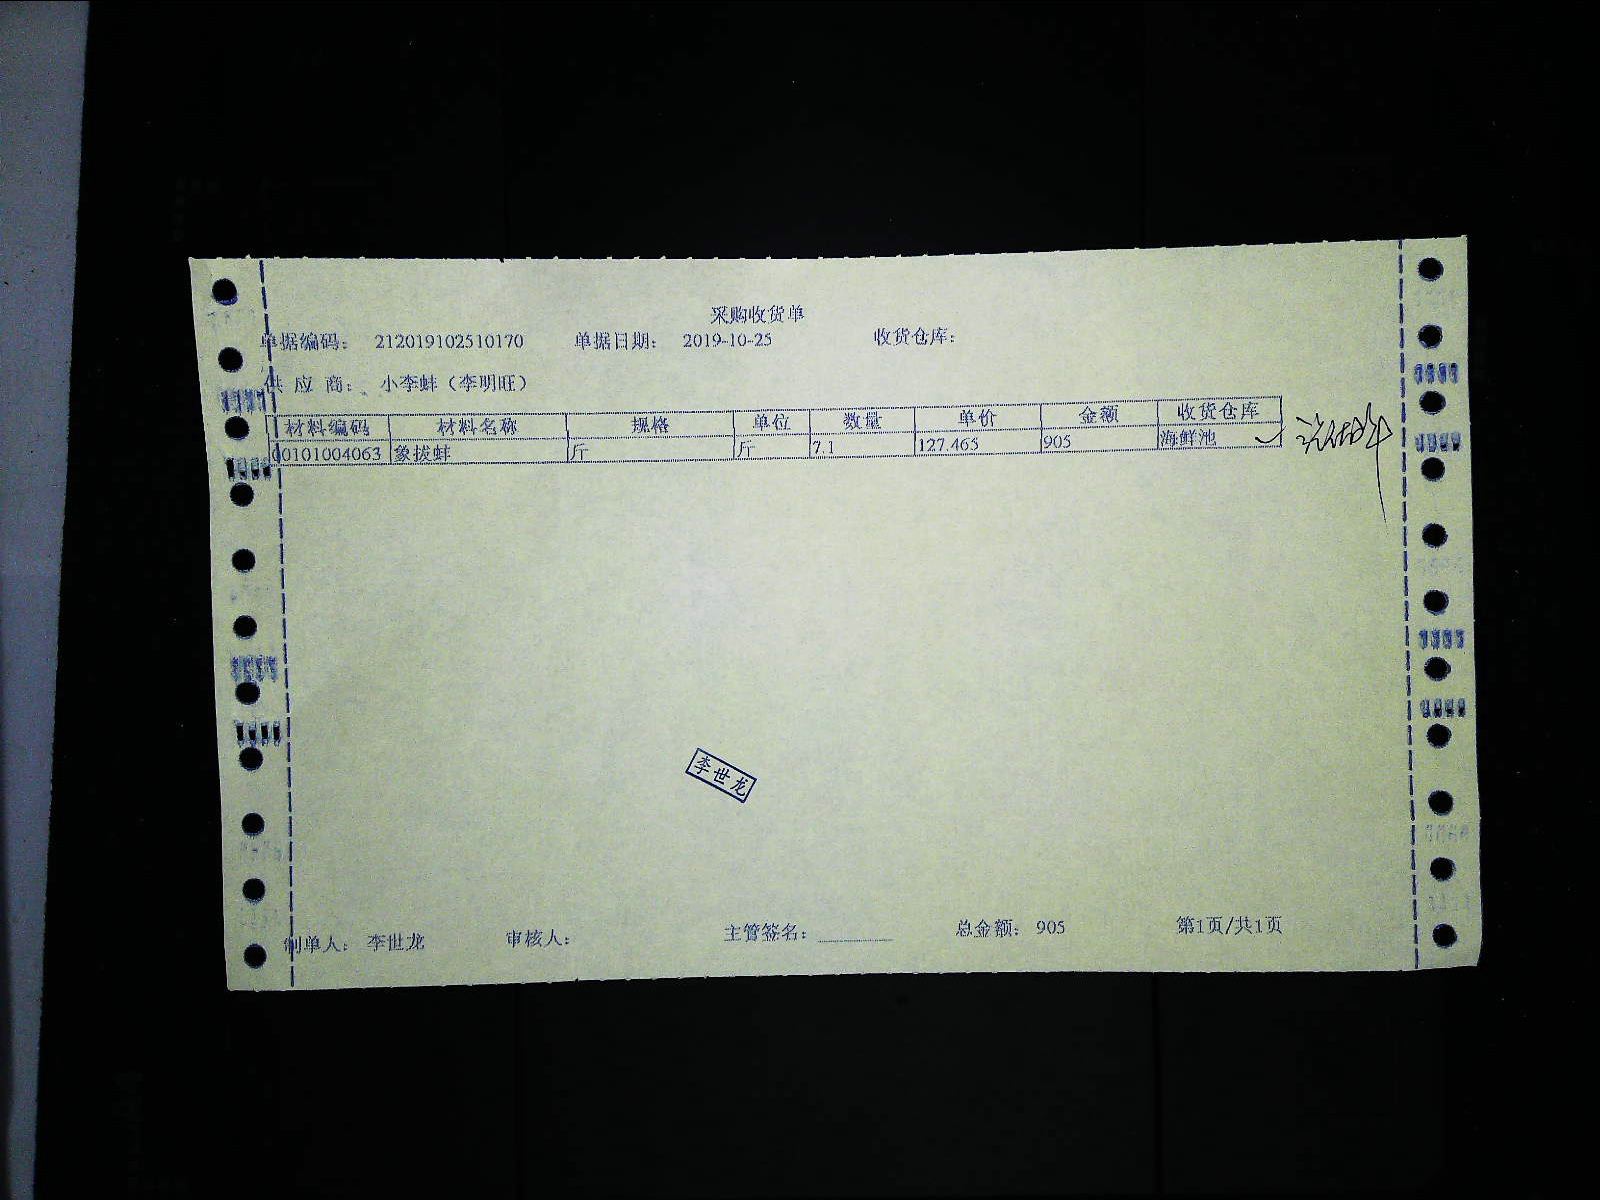 采购收货单
单据编码： 212019102510170 单据日期： 2019-10-25 收货仓库：
供 应 商： 小李蚌（李明旺）
材料编码 材料名称 规格 单位 数量 单价 金额 收货仓库
00101004063 象拔蚌 斤 斤 7.1 127.465 905 海鲜池
李世龙
制单人： 李世龙 审核人： 主管签名： 总金额： 905 第1页/共1页